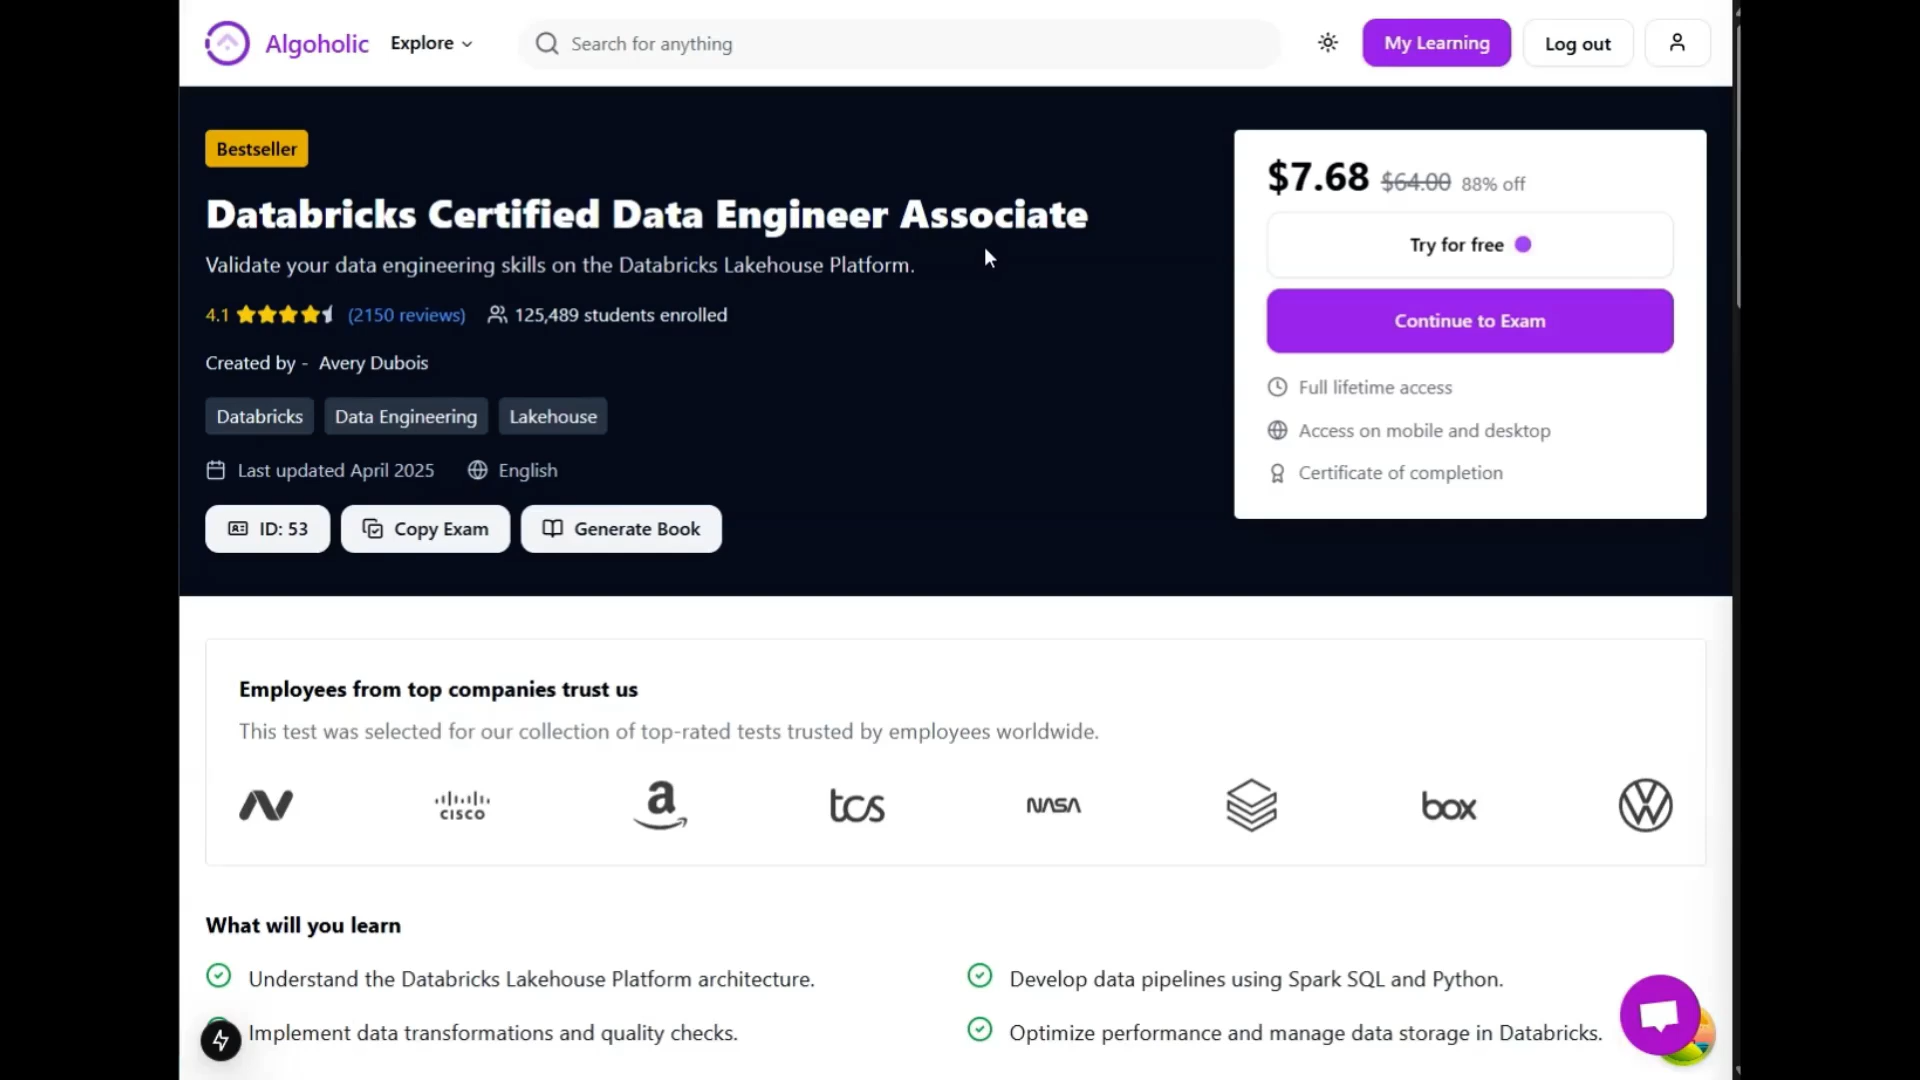 Algoholic Explore Search for anything My Learning Log out
Bestseller
Databricks Certified Data Engineer Associate
Validate your data engineering skills on the Databricks Lakehouse Platform.
4.1 (2150 reviews) 125,489 students enrolled
Created by - Avery Dubois
Databricks Data Engineering Lakehouse
Last updated April 2025 English
ID: 53 Copy Exam Generate Book
$7.68 $64.00 88% off
Try for free
Continue to Exam
Full lifetime access
Access on mobile and desktop
Certificate of completion
Employees from top companies trust us
This test was selected for our collection of top-rated tests trusted by employees worldwide.
CISCO a tcs NASA box VW
What will you learn
Understand the Databricks Lakehouse Platform architecture. Develop data pipelines using Spark SQL and Python.
Implement data transformations and quality checks. Optimize performance and manage data storage in Databricks.